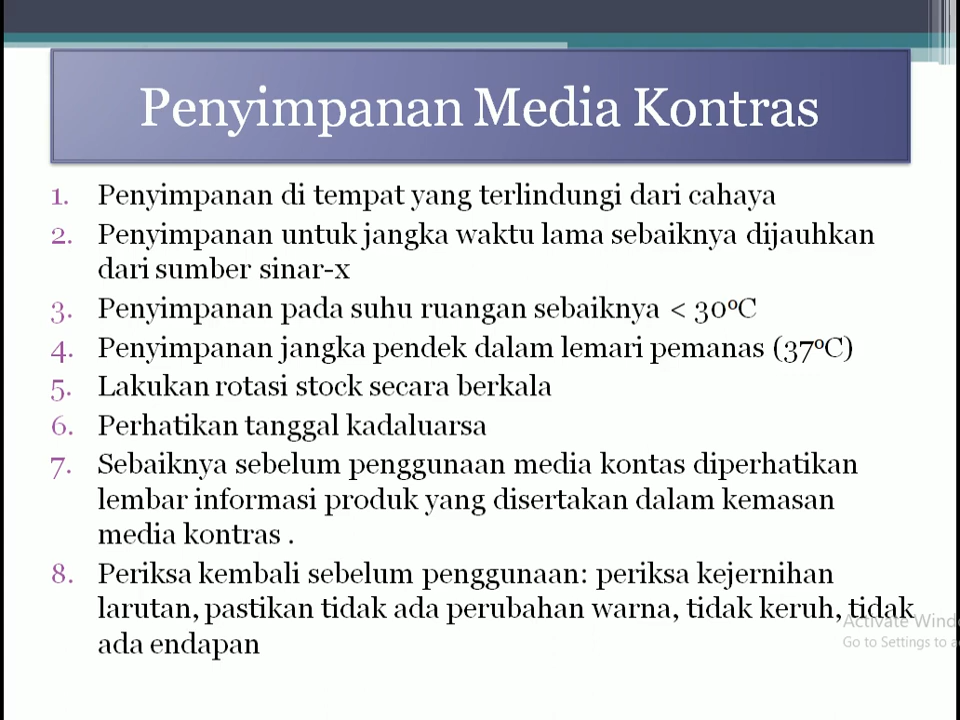 Penyimpanan Media Kontras
1. Penyimpanan di tempat yang terlindungi dari cahaya
2. Penyimpanan untuk jangka waktu lama sebaiknya dijauhkan
dari sumber sinar-x
3. Penyimpanan pada suhu ruangan sebaiknya < 30⁰C
4. Penyimpanan jangka pendek dalam lemari pemanas (37⁰C)
5. Lakukan rotasi stock secara berkala
6. Perhatikan tanggal kadaluarsa
7. Sebaiknya sebelum penggunaan media kontas diperhatikan
lembar informasi produk yang disertakan dalam kemasan
media kontras .
8. Periksa kembali sebelum penggunaan: periksa kejernihan
larutan, pastikan tidak ada perubahan warna, tidak keruh, tidak
ada endapan
Activate Wind
Go to Settings to a